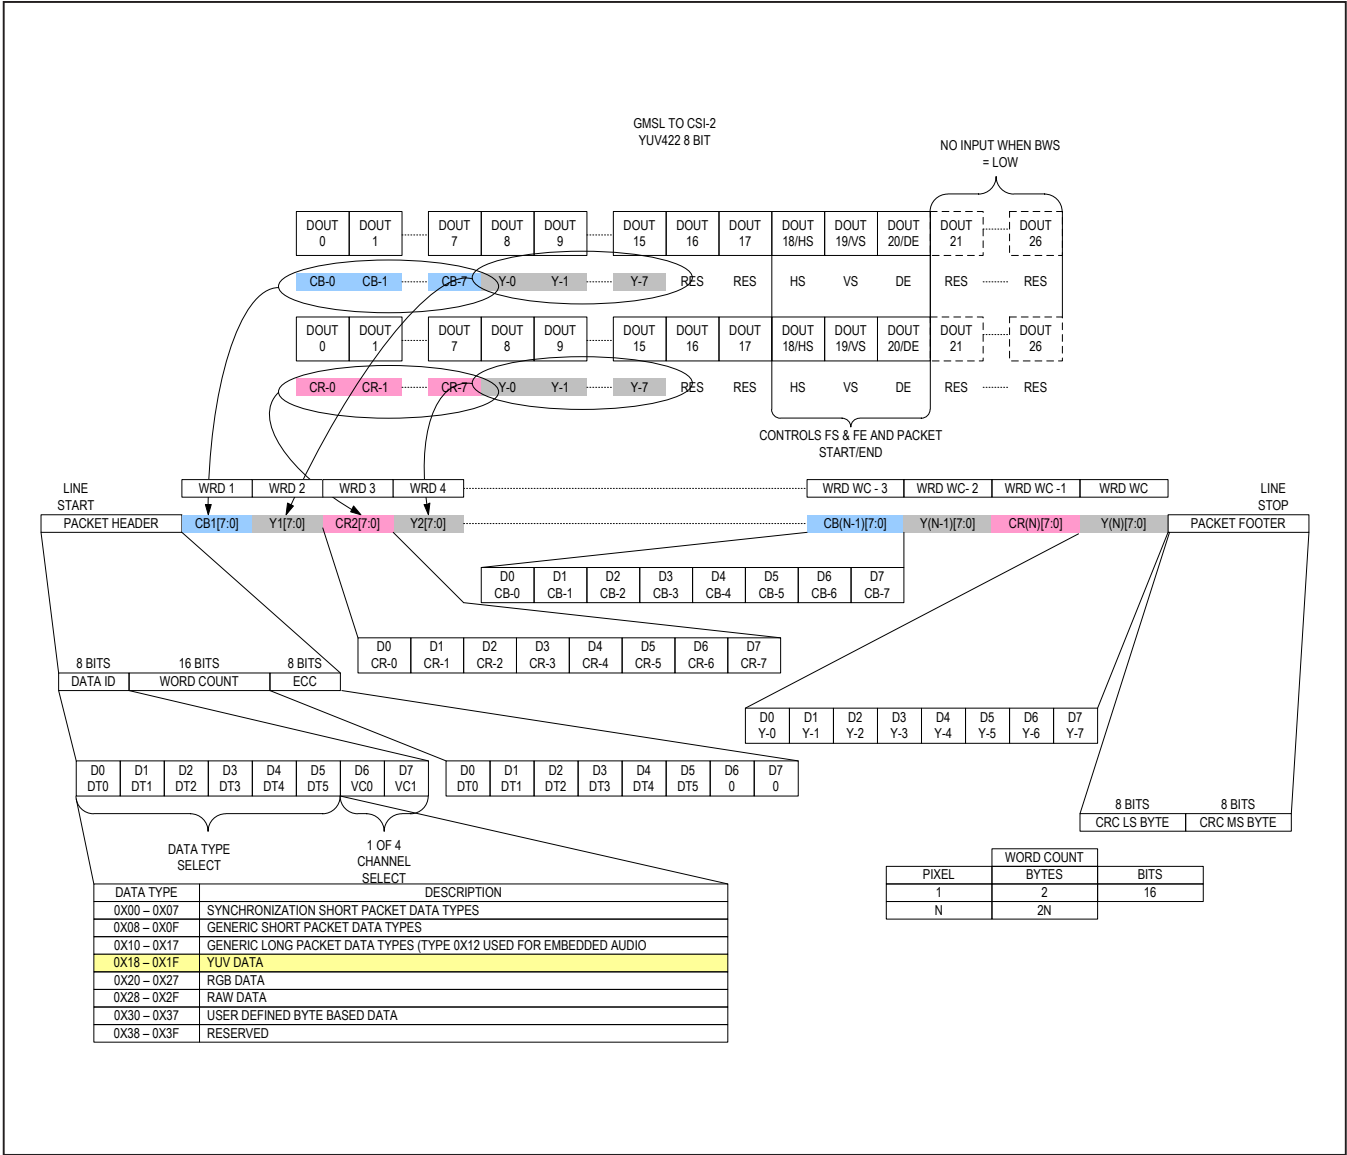 GMSL TO CSI-2
YUV422 8 BIT
NO INPUT WHEN BWS
= LOW
DOUT 0 DOUT 1 DOUT 7 DOUT 8 DOUT 9 DOUT 15 DOUT 16 DOUT 17 DOUT 18/HS DOUT 19/VS DOUT 20/DE DOUT 21 DOUT 26
CB-0 CB-1 CB-7 Y-0 Y-1 Y-7 RES RES HS VS DE RES RES
DOUT 0 DOUT 1 DOUT 7 DOUT 8 DOUT 9 DOUT 15 DOUT 16 DOUT 17 DOUT 18/HS DOUT 19/VS DOUT 20/DE DOUT 21 DOUT 26
CR-0 CR-1 CR-7 Y-0 Y-1 Y-7 RES RES HS VS DE RES RES
CONTROLS FS & FE AND PACKET
START/END
LINE
START
WRD 1 WRD 2 WRD 3 WRD 4 WRD WC - 3 WRD WC- 2 WRD WC -1 WRD WC
LINE
STOP
PACKET HEADER CB1[7:0] Y1[7:0] CR2[7:0] Y2[7:0] CB(N-1)[7:0] Y(N-1)[7:0] CR(N)[7:0] Y(N)[7:0] PACKET FOOTER
D0 D1 D2 D3 D4 D5 D6 D7
CB-0 CB-1 CB-2 CB-3 CB-4 CB-5 CB-6 CB-7
D0 D1 D2 D3 D4 D5 D6 D7
CR-0 CR-1 CR-2 CR-3 CR-4 CR-5 CR-6 CR-7
8 BITS 16 BITS 8 BITS
DATA ID WORD COUNT ECC
D0 D1 D2 D3 D4 D5 D6 D7
Y-0 Y-1 Y-2 Y-3 Y-4 Y-5 Y-6 Y-7
D0 D1 D2 D3 D4 D5 D6 D7
DT0 DT1 DT2 DT3 DT4 DT5 VC0 VC1
D0 D1 D2 D3 D4 D5 D6 D7
DT0 DT1 DT2 DT3 DT4 DT5 0 0
8 BITS 8 BITS
CRC LS BYTE CRC MS BYTE
DATA TYPE
SELECT
1 OF 4
CHANNEL
SELECT
WORD COUNT
PIXEL BYTES BITS
1 2 16
N 2N
DATA TYPE DESCRIPTION
0X00 – 0X07 SYNCHRONIZATION SHORT PACKET DATA TYPES
0X08 – 0X0F GENERIC SHORT PACKET DATA TYPES
0X10 – 0X17 GENERIC LONG PACKET DATA TYPES (TYPE 0X12 USED FOR EMBEDDED AUDIO
0X18 – 0X1F YUV DATA
0X20 – 0X27 RGB DATA
0X28 – 0X2F RAW DATA
0X30 – 0X37 USER DEFINED BYTE BASED DATA
0X38 – 0X3F RESERVED